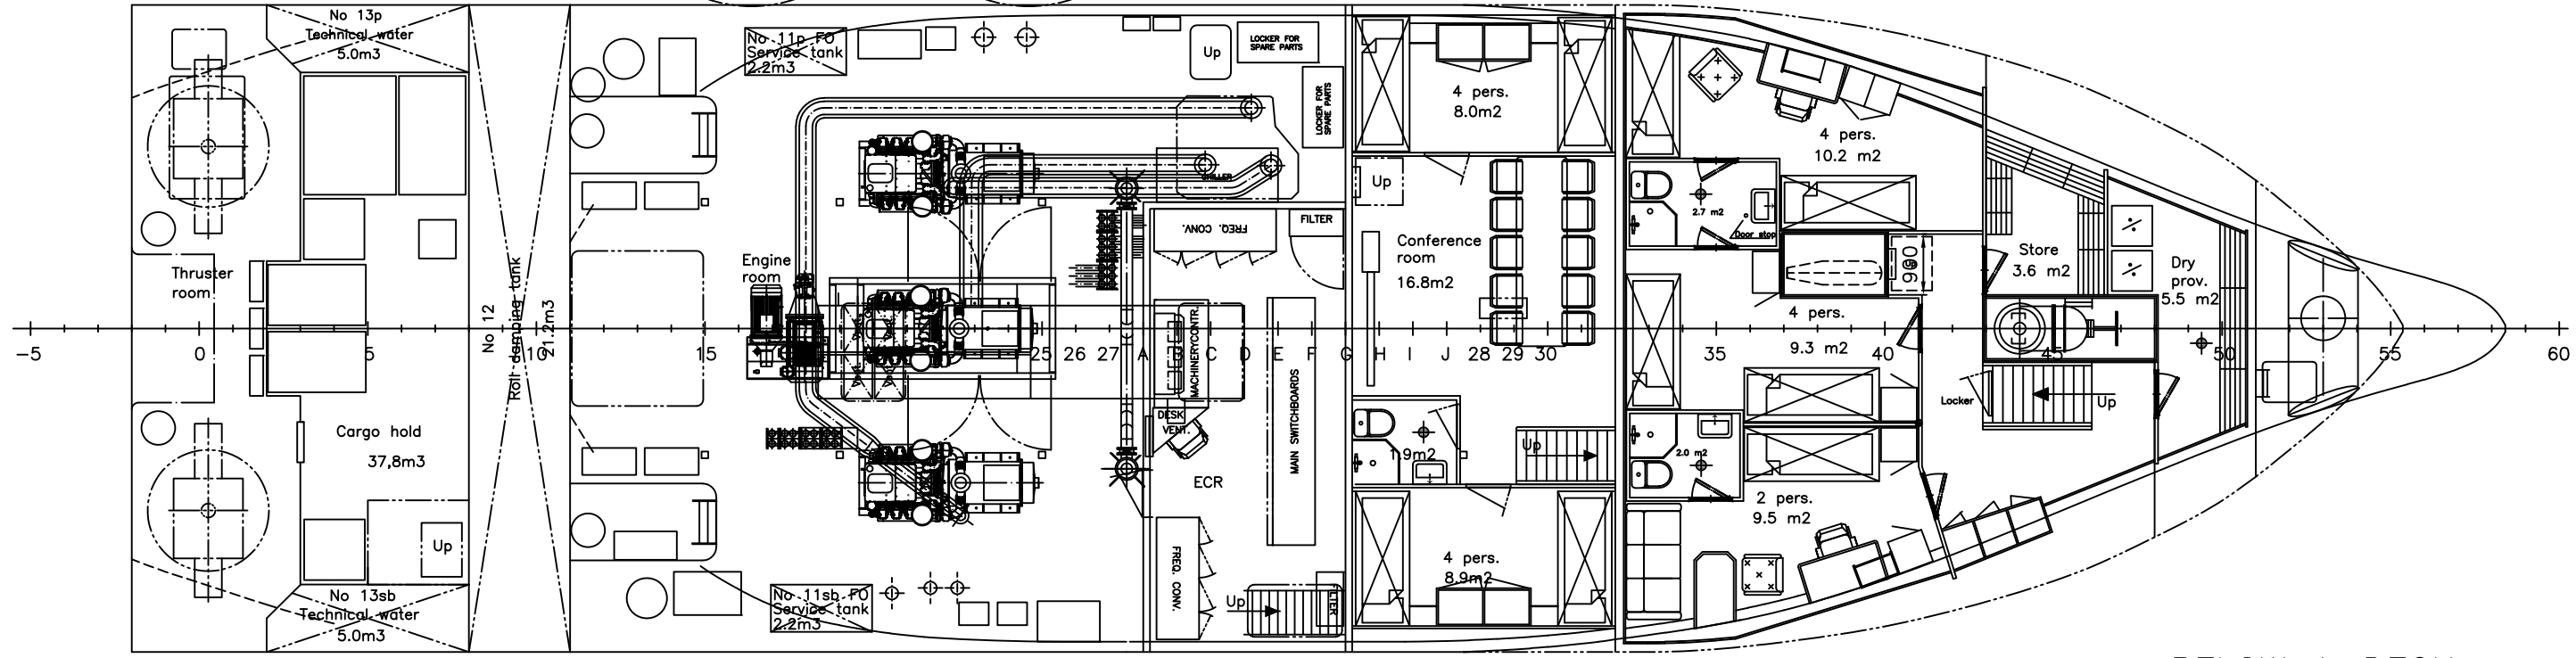 No 13p
Technical water
5.0m3
Thruster
room
Cargo hold
37,8m3
Up
No 13sb
Technical water
5.0m3
No 12
Roll damping tank
21.2m3
No 11p FO
Service tank
2.2m3
Engine
room
No 11sb FO
Service tank
2.2m3
Up
LOCKER FOR
SPARE PARTS
LOCKER FOR
SPARE PARTS
CHILLER
FREQ. CONV.
FILTER
MACHINERYCONTR.
DESK
VENT.
MAIN SWITCHBOARDS
ECR
FREQ. CONV.
Up
4 pers.
8.0m2
Up
Conference
room
16.8m2
1.9m2
Up
4 pers.
8.9m2
4 pers.
10.2 m2
2.7 m2
Door stop
900
4 pers.
9.3 m2
2.0 m2
2 pers.
9.5 m2
Store
3.6 m2
Dry
prov.
5.5 m2
Locker
Up
-5 0 5 10 15 25 26 27 A B C D E F G H I J 28 29 30 35 40 45 50 55 60